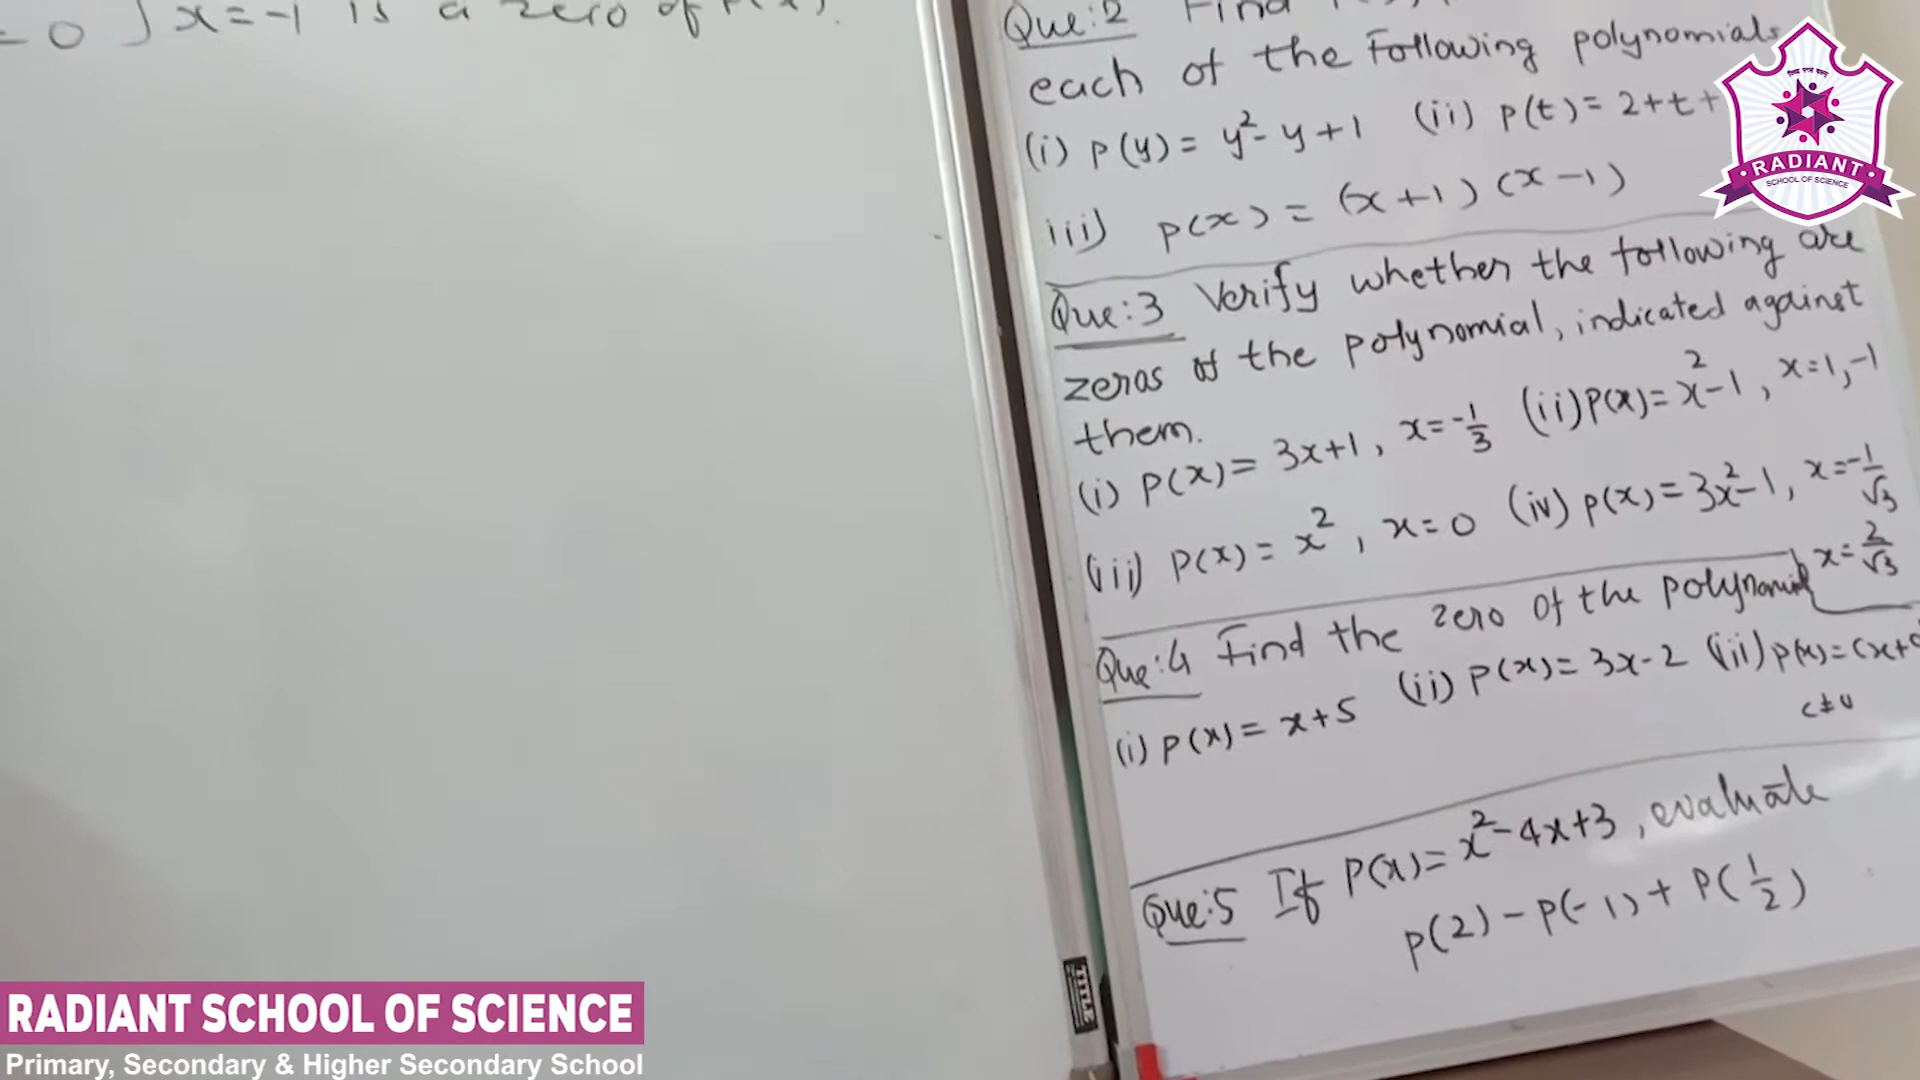 = 0 } x = -1 is a zero of p(x).
Que:2 Find
each of the following polynomials
(i) p(y) = y² - y + 1 (ii) p(t) = 2 + t +
iii) p(x) = (x + 1) (x - 1)
Que:3 Verify whether the following are
zeros of the polynomial, indicated against
them.
(i) P(x) = 3x+1, x = -1/3 (ii) P(x) = x² - 1, x = 1, -1
(iii) P(x) = x², x = 0 (iv) p(x) = 3x² - 1, x = -1/√3
x = 2/√3
Que:4 Find the zero of the polynomial
(i) P(x) = x + 5 (ii) P(x) = 3x - 2 (iii) p(x) = cx +
c ≠ 0
Que:5 If P(x) = x² - 4x + 3, evaluate
p(2) - p(-1) + p(1/2)
TITLE
RADIANT
SCHOOL OF SCIENCE
RADIANT SCHOOL OF SCIENCE
Primary, Secondary & Higher Secondary School